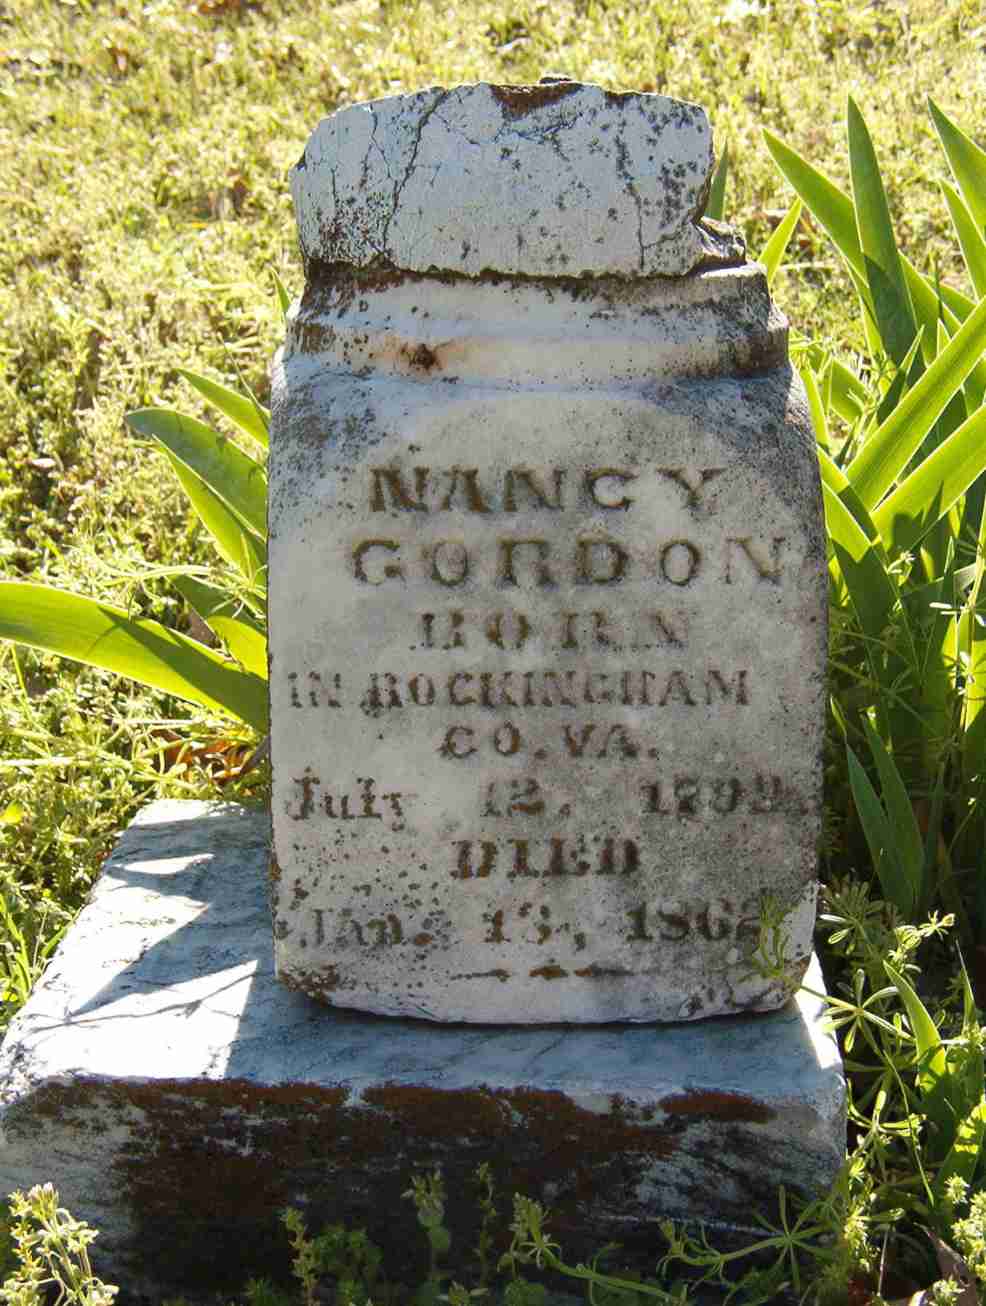 NANCY
GORDON
BORN
IN ROCKINGHAM
CO. VA.
July 12, 1799.
DIED
Jan. 13, 1862